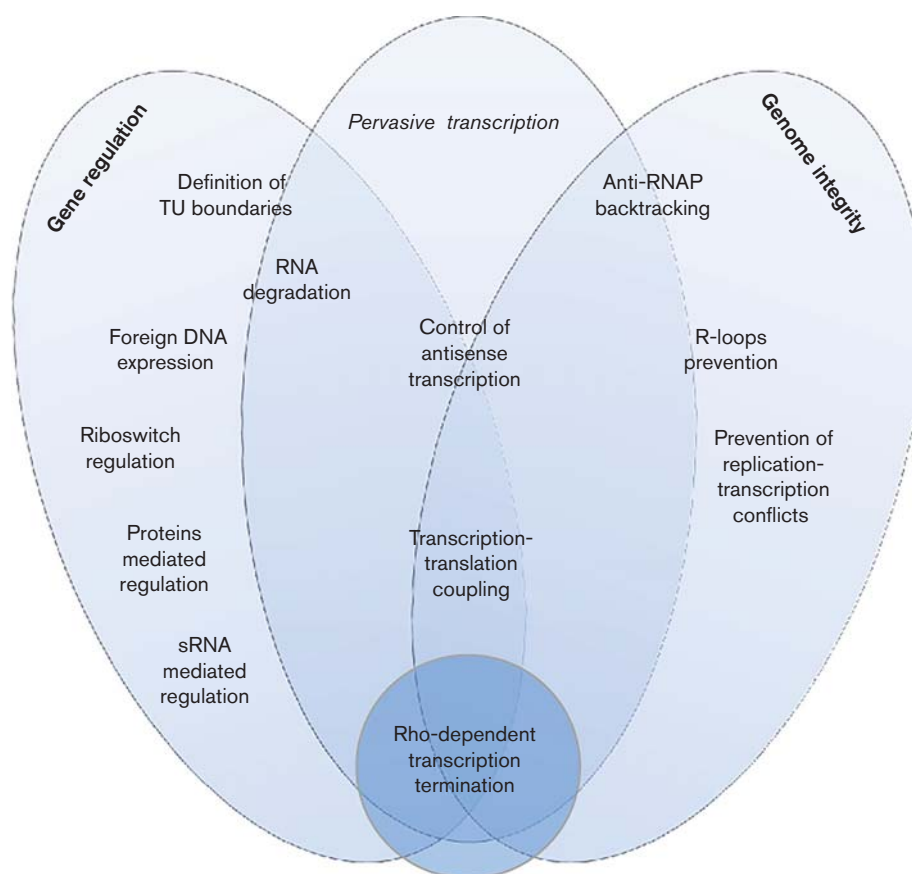 Pervasive transcription
Gene regulation
Genome integrity
Definition of
TU boundaries
Anti-RNAP
backtracking
RNA
degradation
Foreign DNA
expression
Control of
antisense
transcription
R-loops
prevention
Riboswitch
regulation
Prevention of
replication-
transcription
conflicts
Proteins
mediated
regulation
Transcription-
translation
coupling
sRNA
mediated
regulation
Rho-dependent
transcription
termination